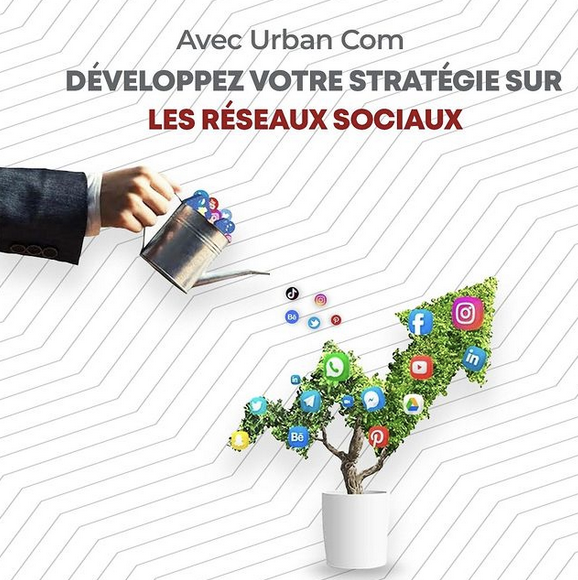 Avec Urban Com
DÉVELOPPEZ VOTRE STRATÉGIE SUR
LES RÉSEAUX SOCIAUX